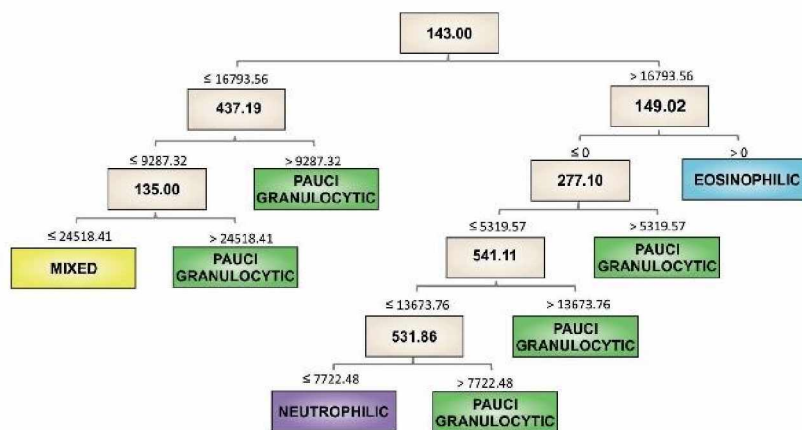 143.00
≤ 16793.56
> 16793.56
437.19
149.02
≤ 9287.32
> 9287.32
≤ 0
> 0
135.00
PAUCI
GRANULOCYTIC
277.10
EOSINOPHILIC
≤ 24518.41
> 24518.41
≤ 5319.57
> 5319.57
MIXED
PAUCI
GRANULOCYTIC
541.11
PAUCI
GRANULOCYTIC
≤ 13673.76
> 13673.76
531.86
PAUCI
GRANULOCYTIC
≤ 7722.48
> 7722.48
NEUTROPHILIC
PAUCI
GRANULOCYTIC